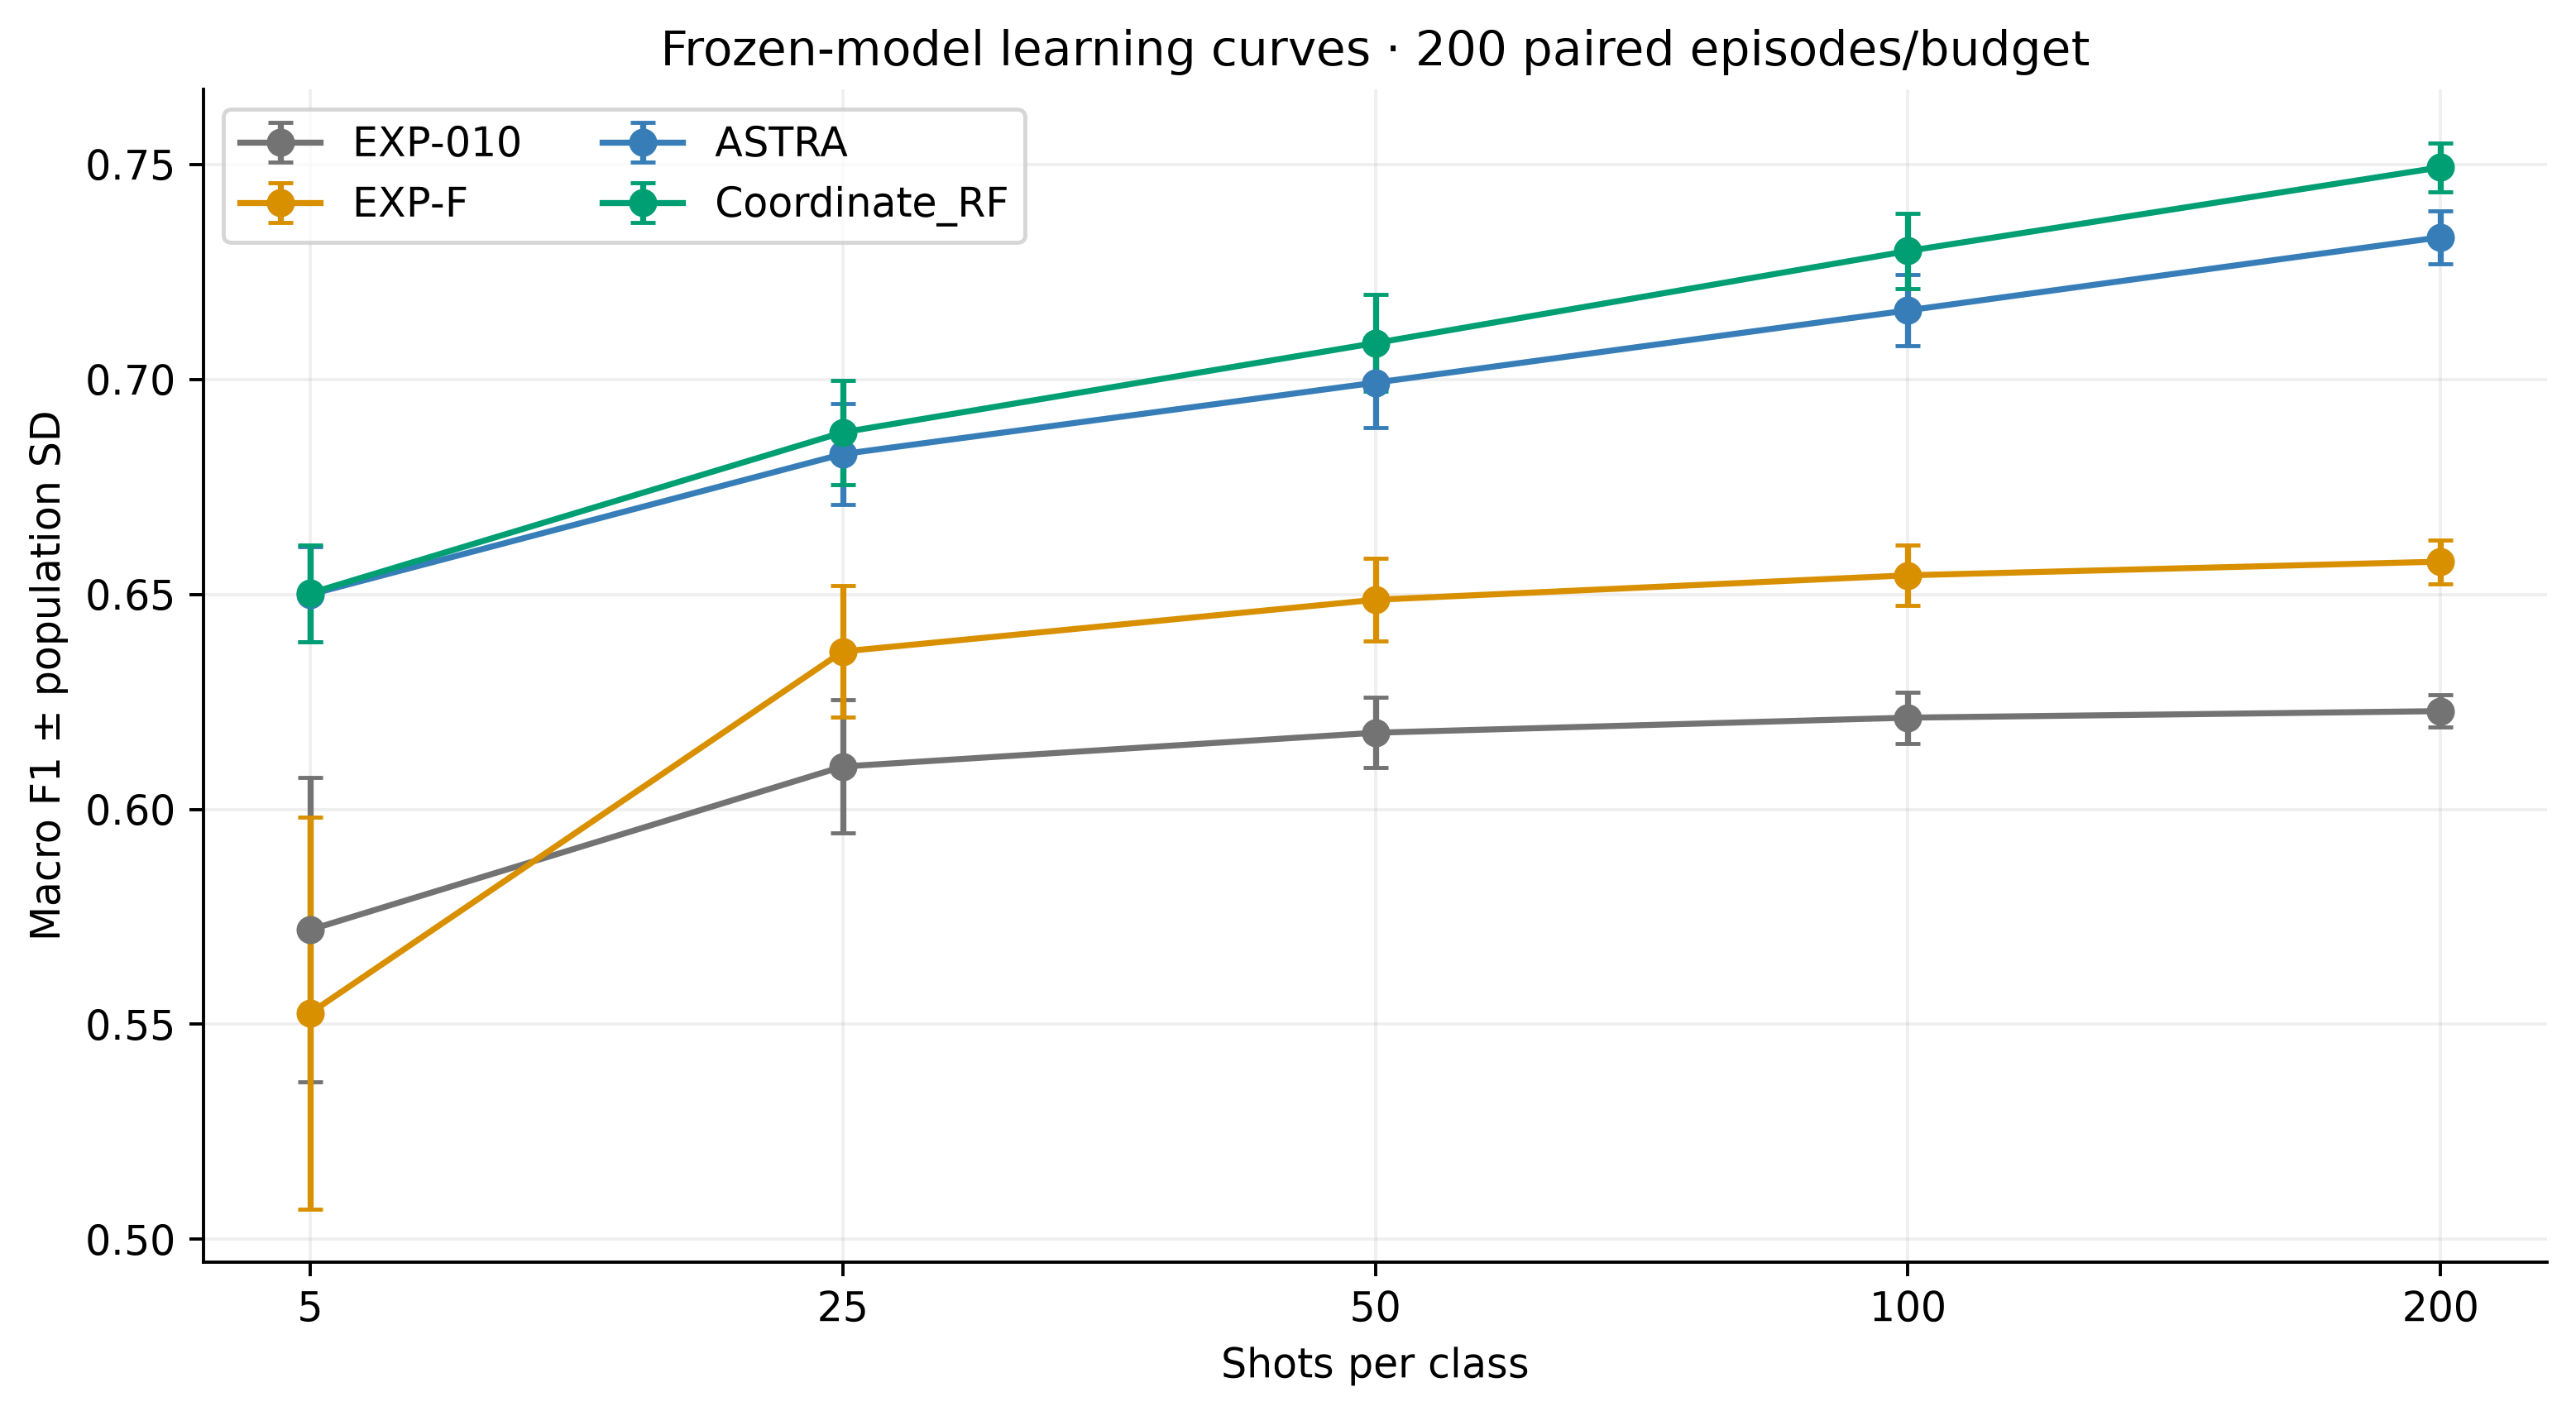 Frozen-model learning curves · 200 paired episodes/budget
EXP-010
EXP-F
ASTRA
Coordinate_RF
Macro F1 ± population SD
0.75
0.70
0.65
0.60
0.55
0.50
5 25 50 100 200
Shots per class